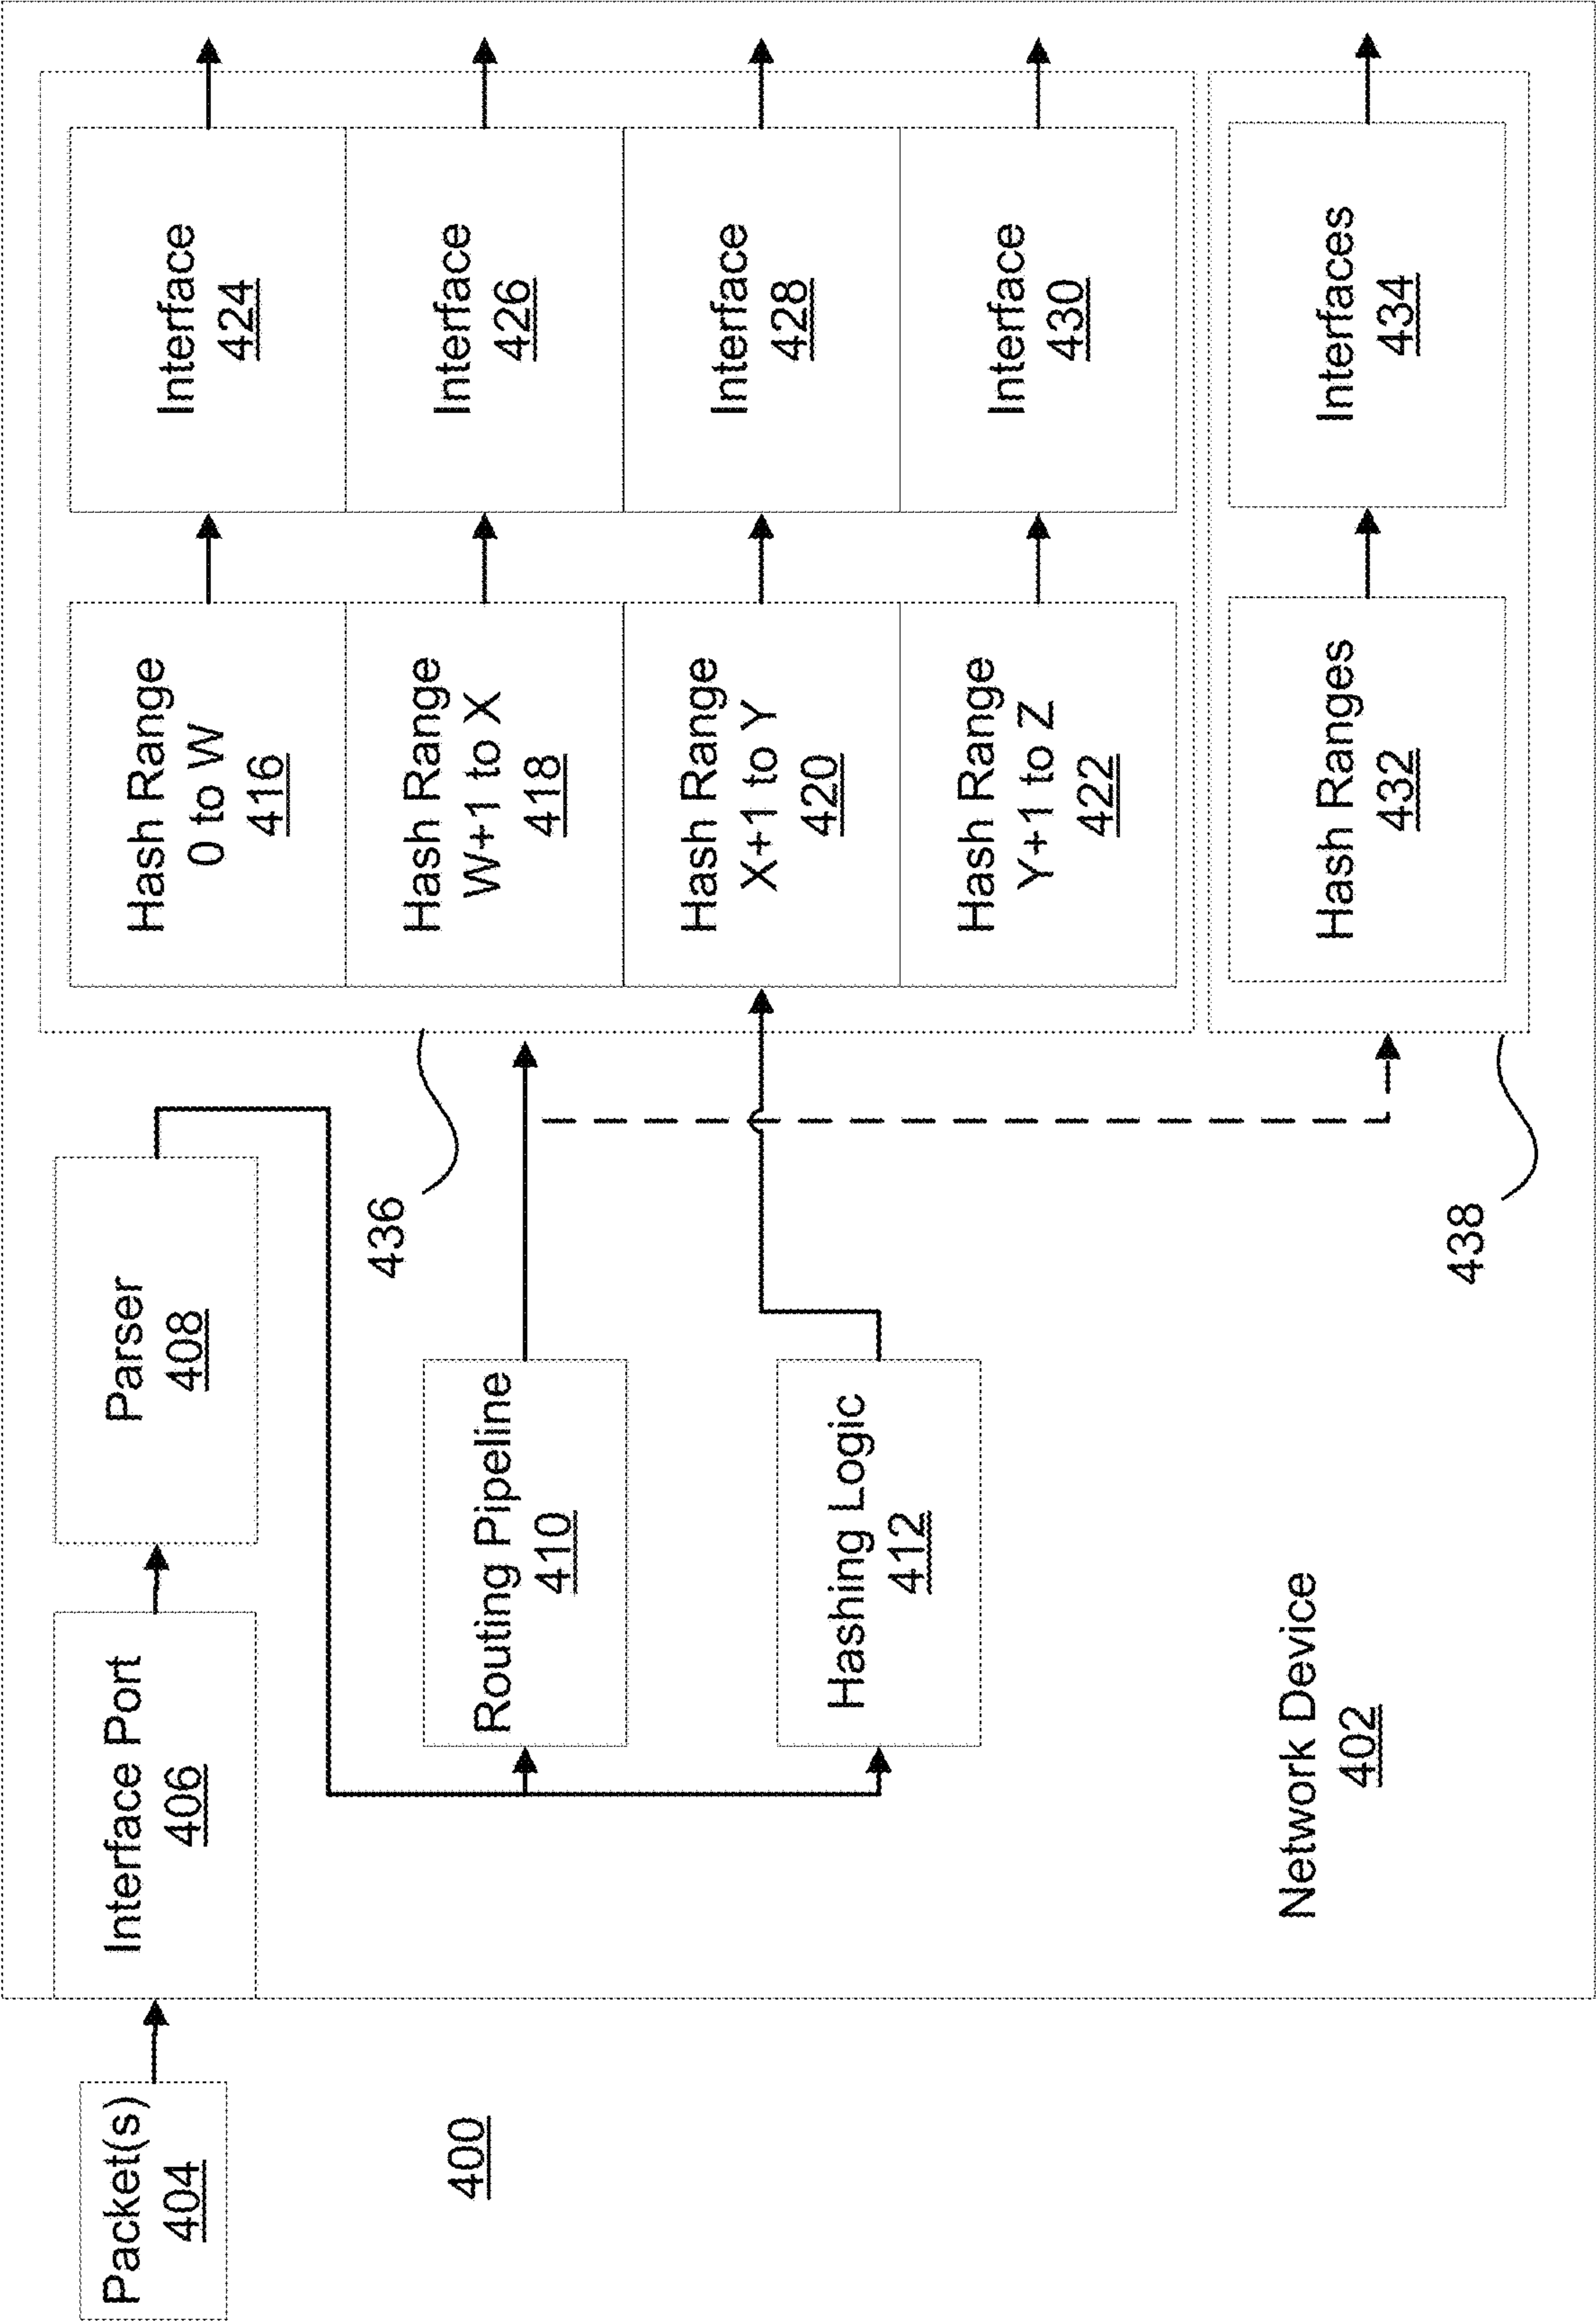 Packet(s)
404
Interface Port
406
Parser
408
Routing Pipeline
410
Hashing Logic
412
436
438
Hash Range
0 to W
416
Hash Range
W+1 to X
418
Hash Range
X+1 to Y
420
Hash Range
Y+1 to Z
422
Hash Ranges
432
Interface
424
Interface
426
Interface
428
Interface
430
Interfaces
434
Network Device
402
400